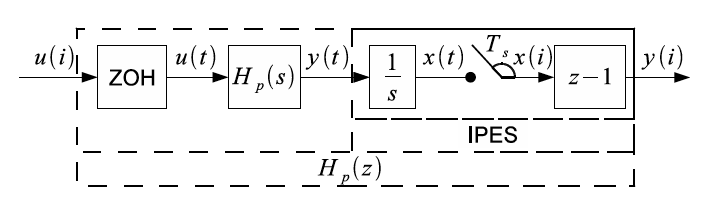 u(i) ZOH u(t) H_p(s) y(t) 1/s x(t) T_s x(i) z−1 y(i)
IPES
H_p(z)